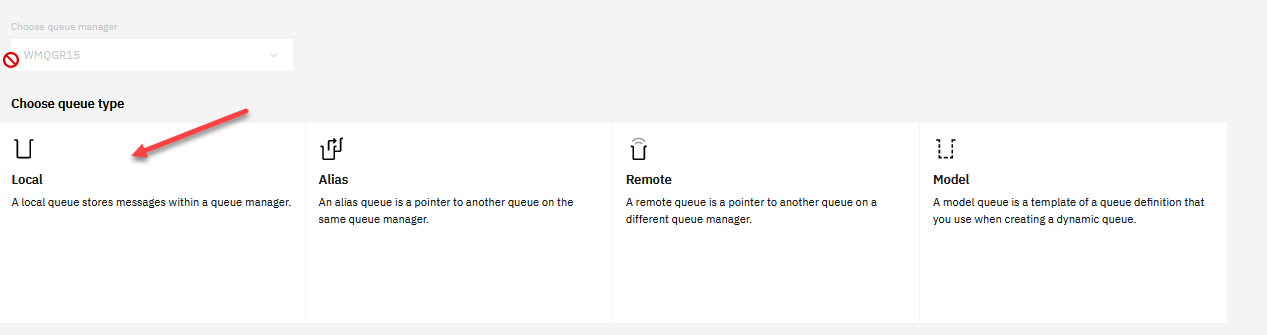 Choose queue manager
WMQGR15
Choose queue type
Local
A local queue stores messages within a queue manager.
Alias
An alias queue is a pointer to another queue on the
same queue manager.
Remote
A remote queue is a pointer to another queue on a
different queue manager.
Model
A model queue is a template of a queue definition that
you use when creating a dynamic queue.